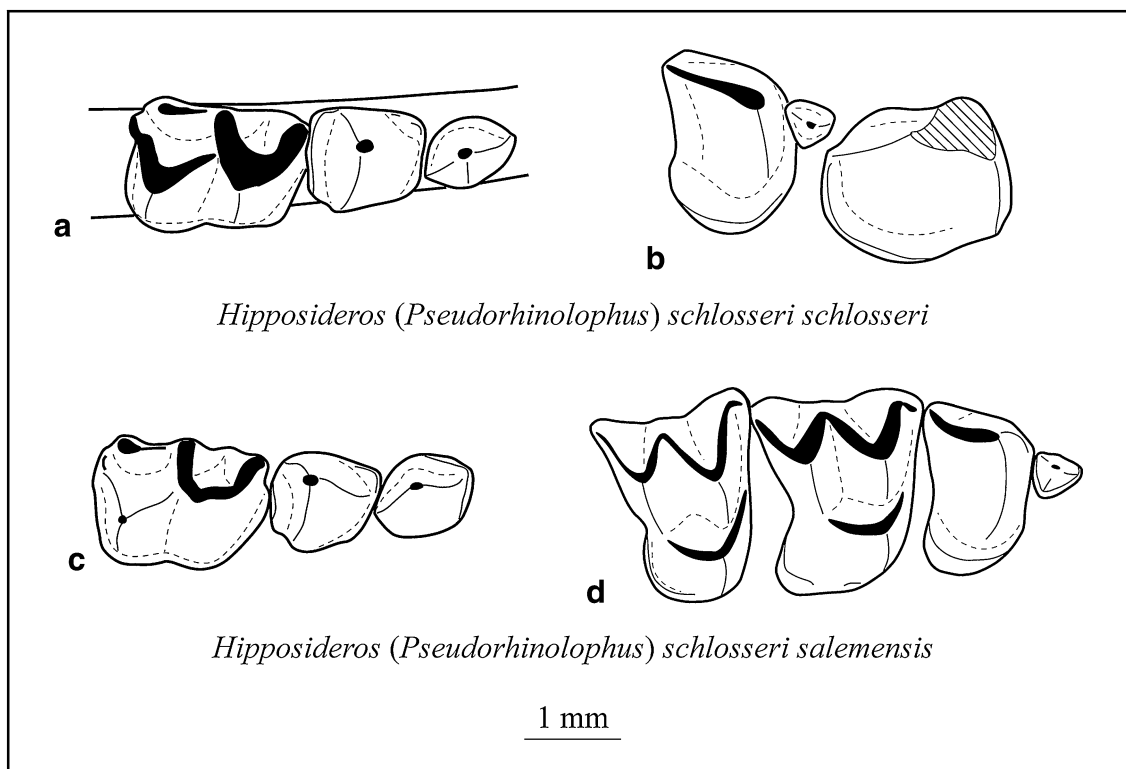 a
b
Hipposideros (Pseudorhinolophus) schlosseri schlosseri
c
d
Hipposideros (Pseudorhinolophus) schlosseri salemensis
1 mm